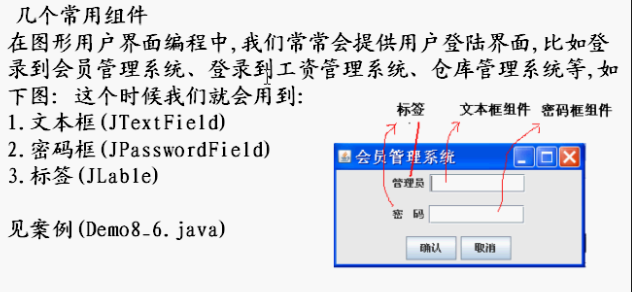 几个常用组件
在图形用户界面编程中,我们常常会提供用户登陆界面,比如登
录到会员管理系统、登录到工资管理系统、仓库管理系统等,如
下图: 这个时候我们就会用到:
1.文本框(JTextField)
2.密码框(JPasswordField)
3.标签(JLable)
见案例(Demo8_6.java)
标签 文本框组件 密码框组件
会员管理系统
管理员
密 码
确认 取消